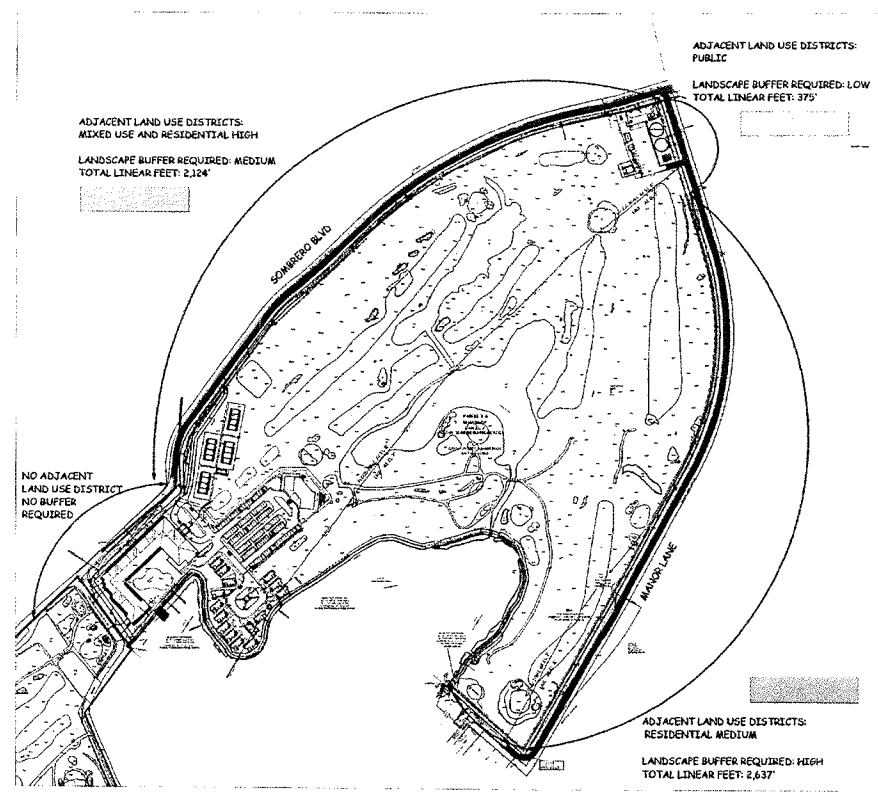 ADJACENT LAND USE DISTRICTS:
PUBLIC
LANDSCAPE BUFFER REQUIRED: LOW
TOTAL LINEAR FEET: 375'
ADJACENT LAND USE DISTRICTS:
MIXED USE AND RESIDENTIAL HIGH
LANDSCAPE BUFFER REQUIRED: MEDIUM
TOTAL LINEAR FEET: 2,124'
SOMBRERO BLVD
NO ADJACENT
LAND USE DISTRICT
NO BUFFER
REQUIRED
MANOR LANE
ADJACENT LAND USE DISTRICTS:
RESIDENTIAL MEDIUM
LANDSCAPE BUFFER REQUIRED: HIGH
TOTAL LINEAR FEET: 2,637'